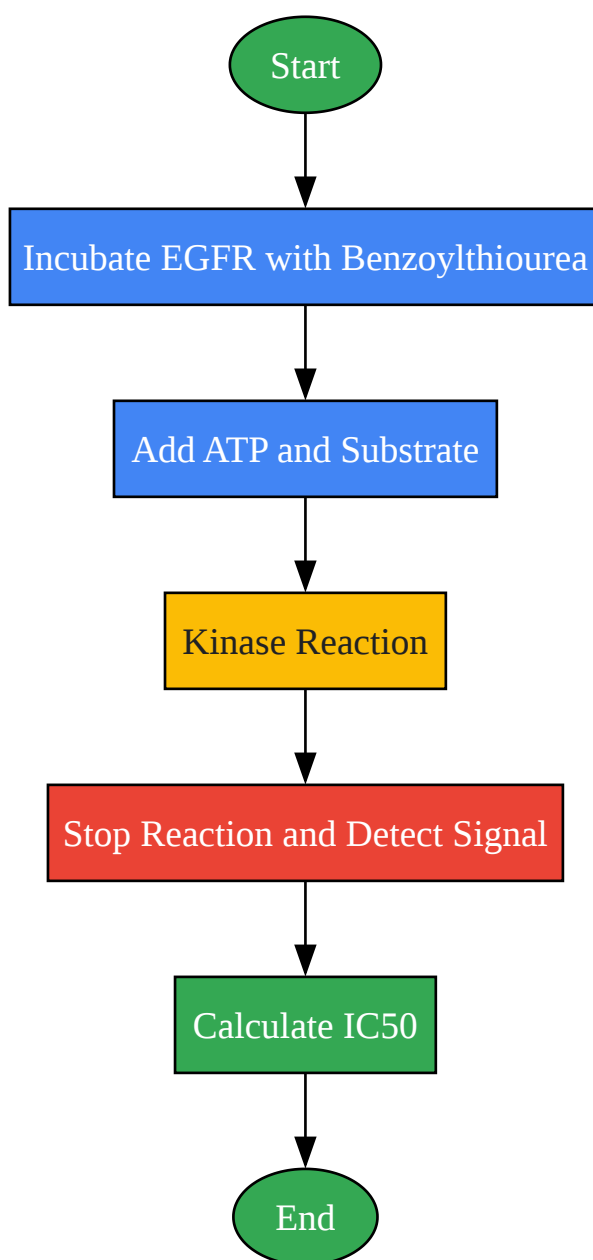 Start
Incubate EGFR with Benzoylthiourea
Add ATP and Substrate
Kinase Reaction
Stop Reaction and Detect Signal
Calculate IC50
End